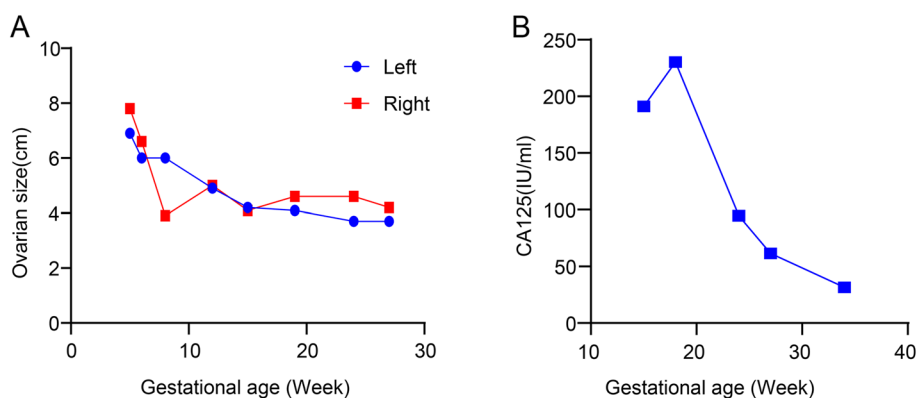 A
10
8
6
4
2
0
Ovarian size(cm)
0 10 20 30
Gestational age (Week)
Left
Right
B
250
200
150
100
50
0
CA125(IU/ml)
10 20 30 40
Gestational age (Week)